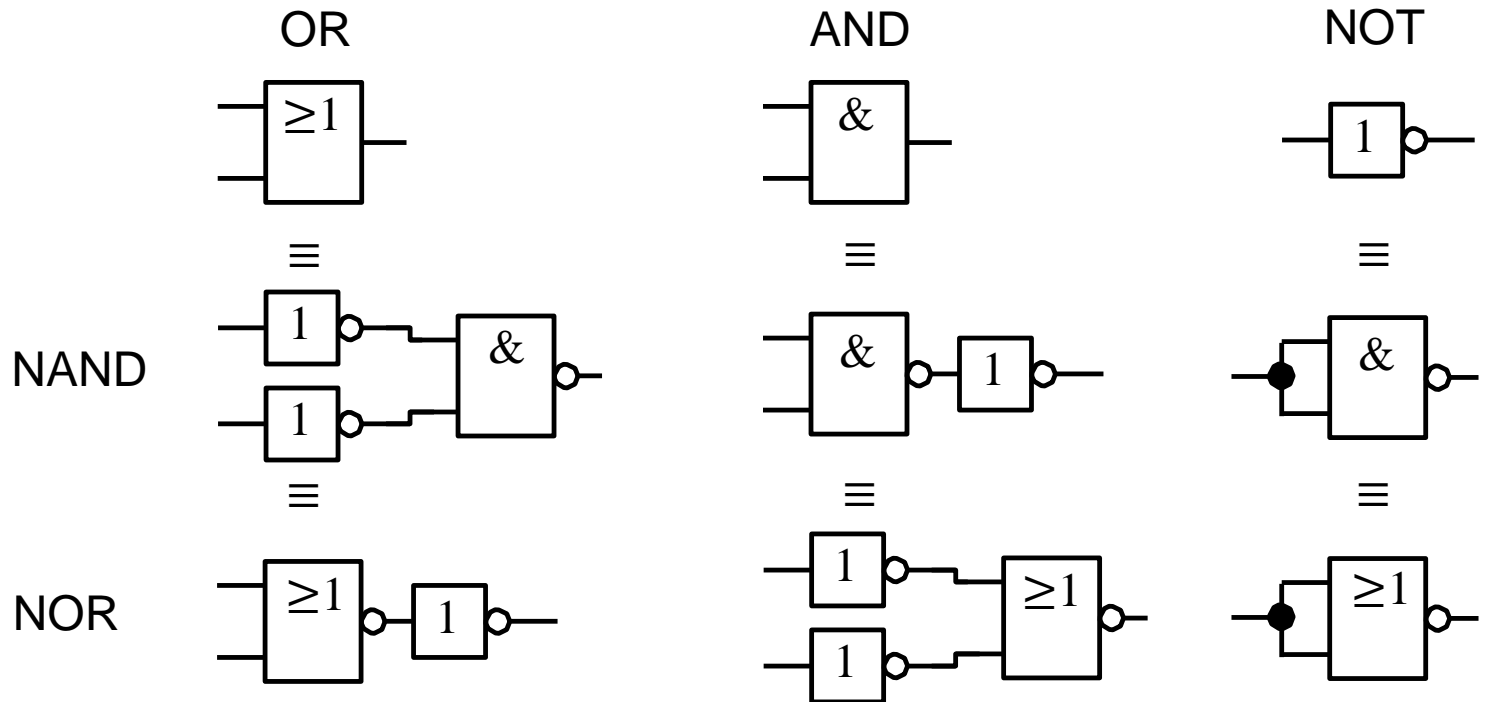 OR AND NOT
≥1 & 1
≡ ≡ ≡
1 & & 1 &
NAND
1
≡ ≡ ≡
≥1 1 1 ≥1 ≥1
NOR
1